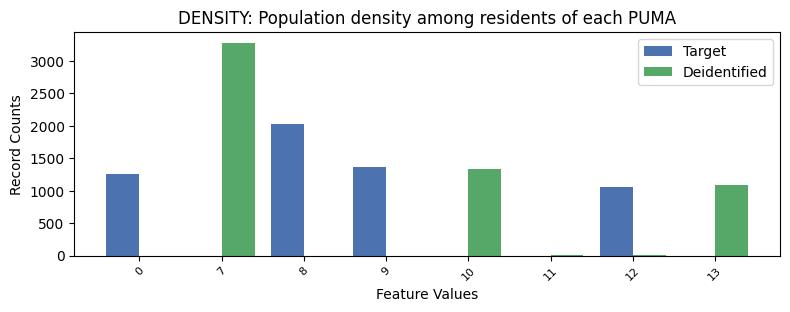 DENSITY: Population density among residents of each PUMA
Target
Deidentified
Record Counts
3000
2500
2000
1500
1000
500
0
0 7 8 9 10 11 12 13
Feature Values